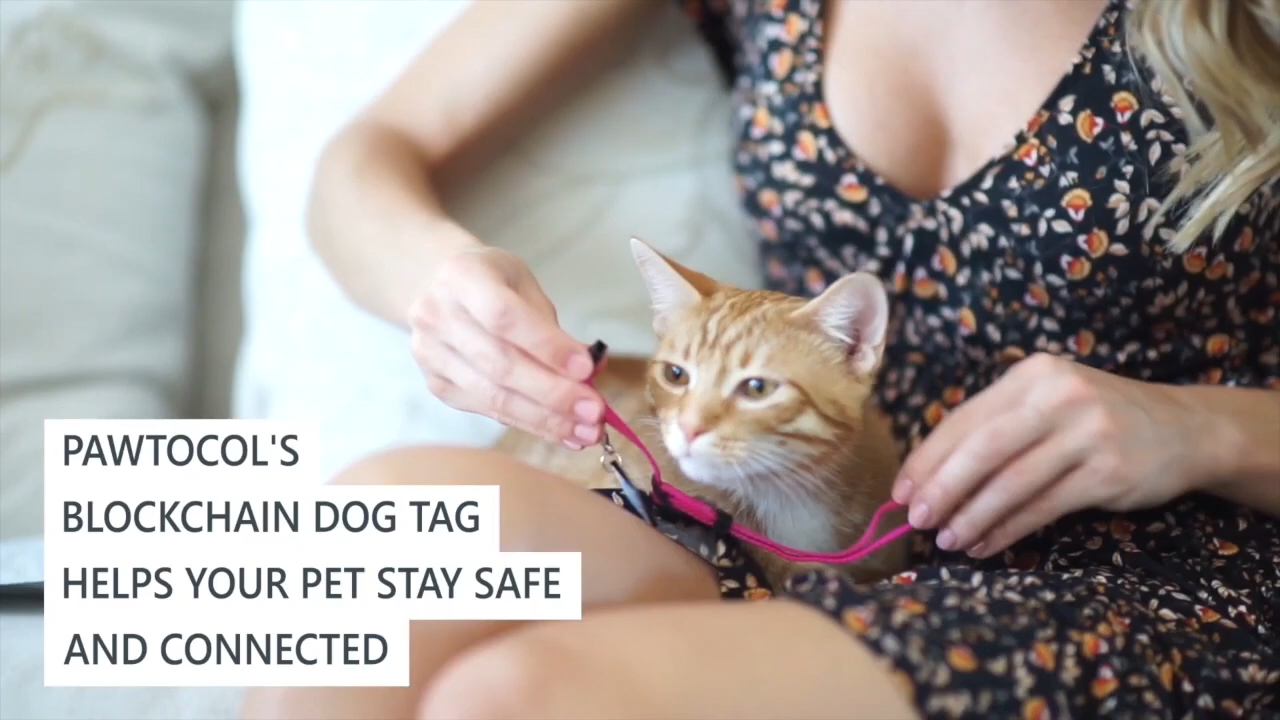 PAWTOCOL'S
BLOCKCHAIN DOG TAG
HELPS YOUR PET STAY SAFE
AND CONNECTED